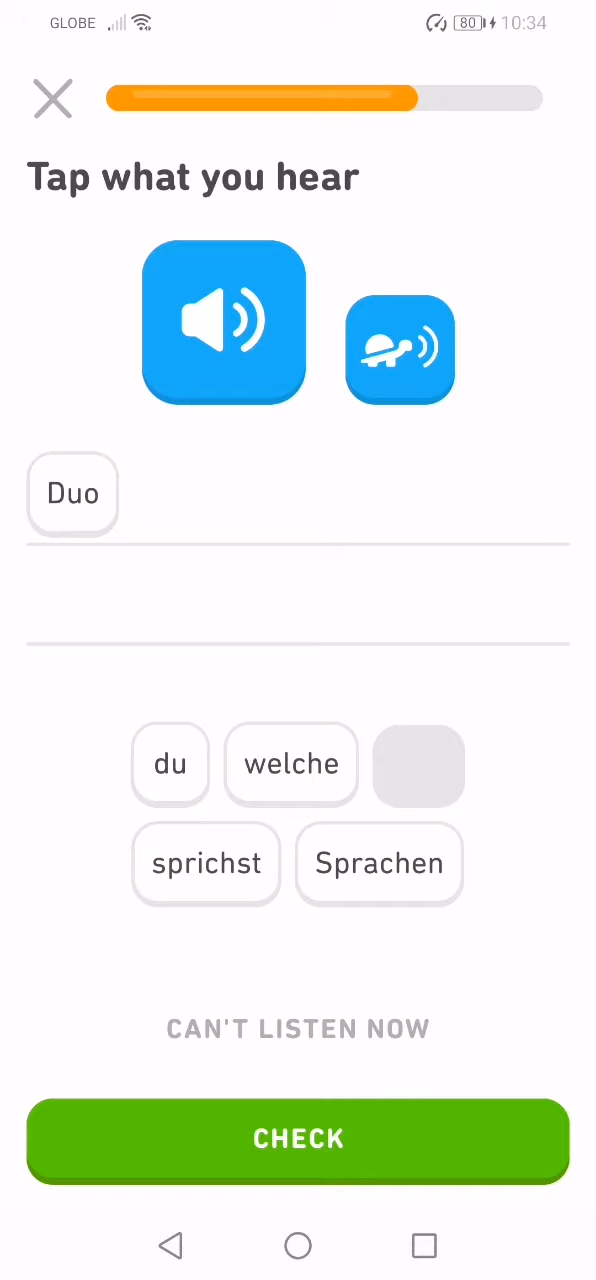 GLOBE 80 10:34
Tap what you hear
Duo
du welche
sprichst Sprachen
CAN'T LISTEN NOW
CHECK